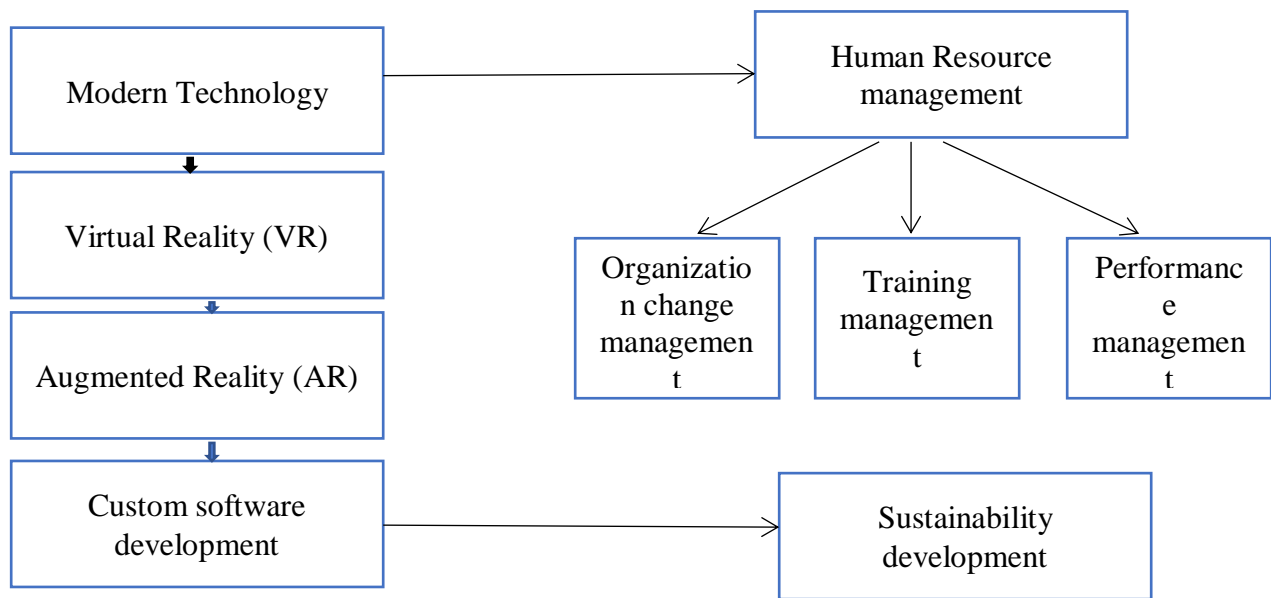 Modern Technology
Human Resource
management
Virtual Reality (VR)
Organizatio
n change
managemen
t
Training
managemen
t
Performanc
e
managemen
t
Augmented Reality (AR)
Custom software
development
Sustainability
development